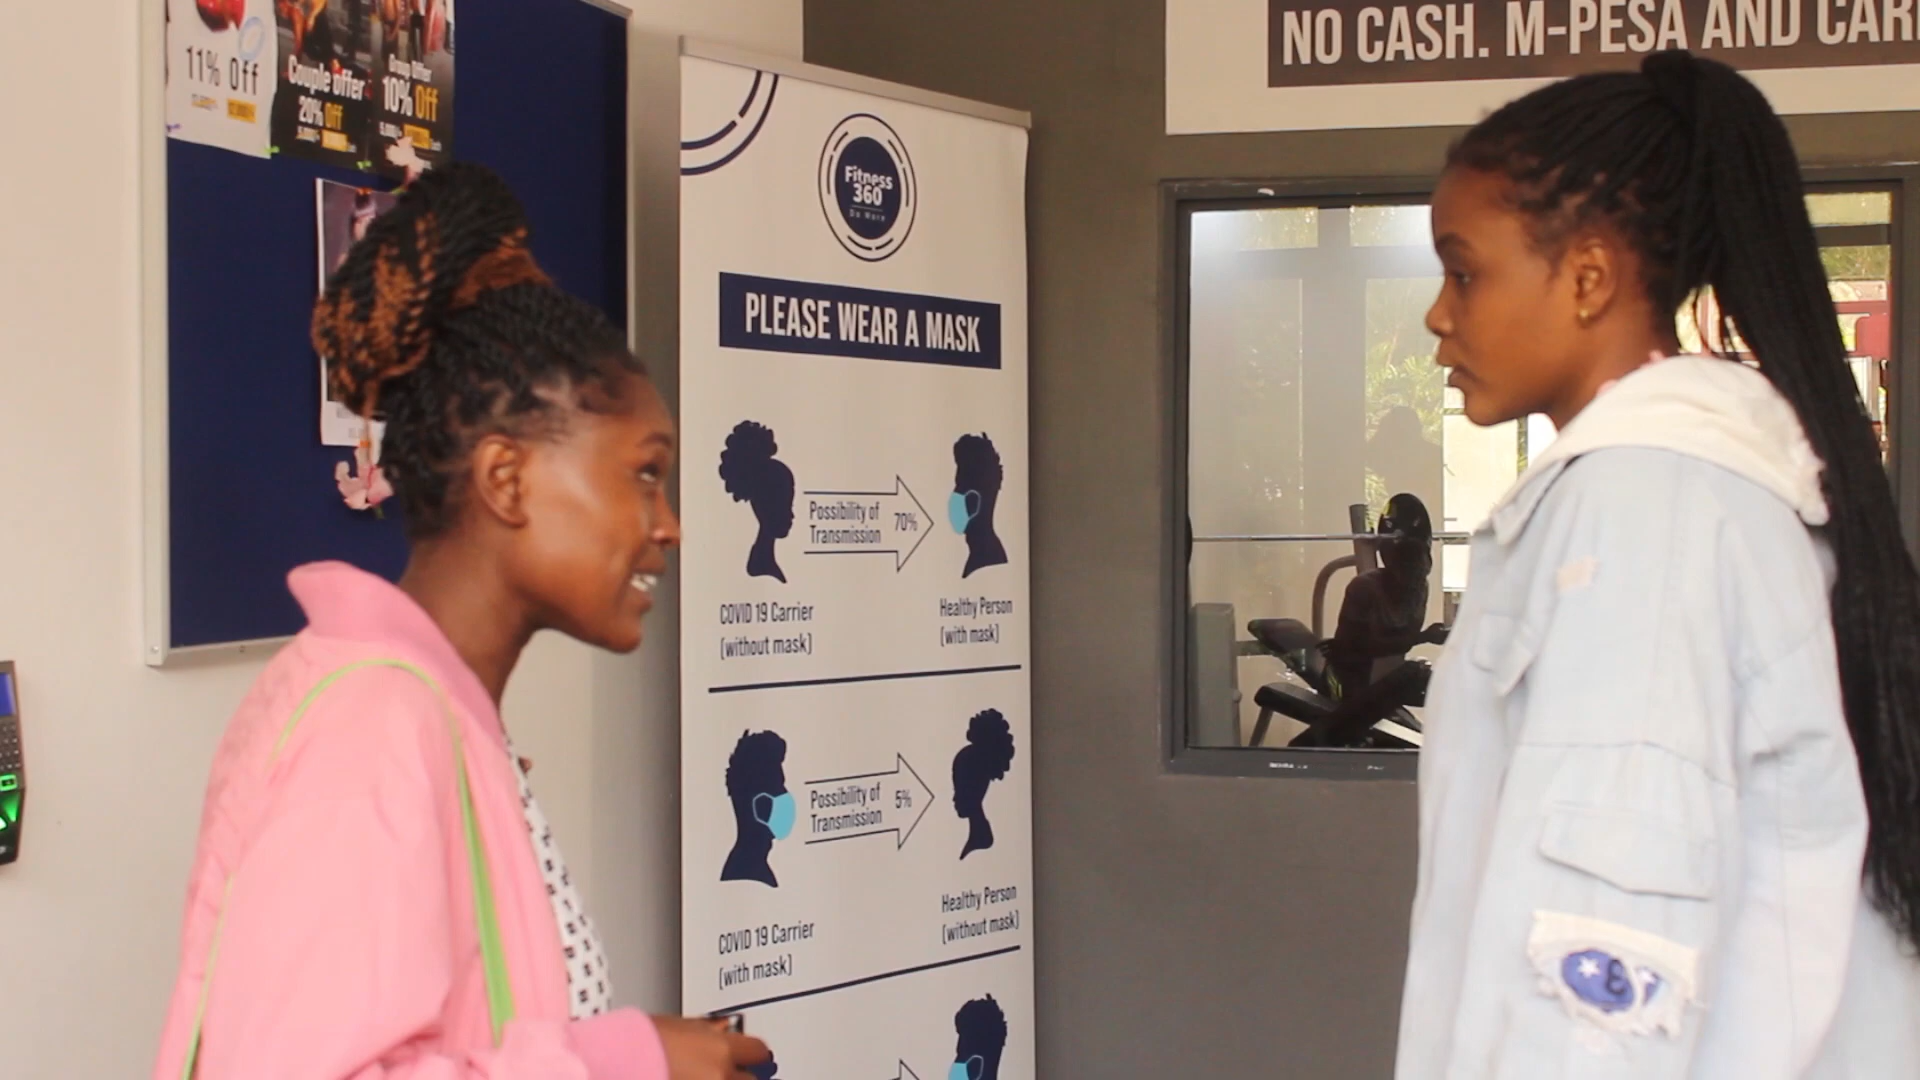 11% Off
Couple Offer
20% Off
Group Offer
10% Off
NO CASH. M-PESA AND
Fitness
360
Do More
PLEASE WEAR A MASK
Possibility of
Transmission
70%
COVID 19 Carrier
(without mask)
Healthy Person
(with mask)
Possibility of
Transmission
5%
COVID 19 Carrier
(with mask)
Healthy Person
(without mask)